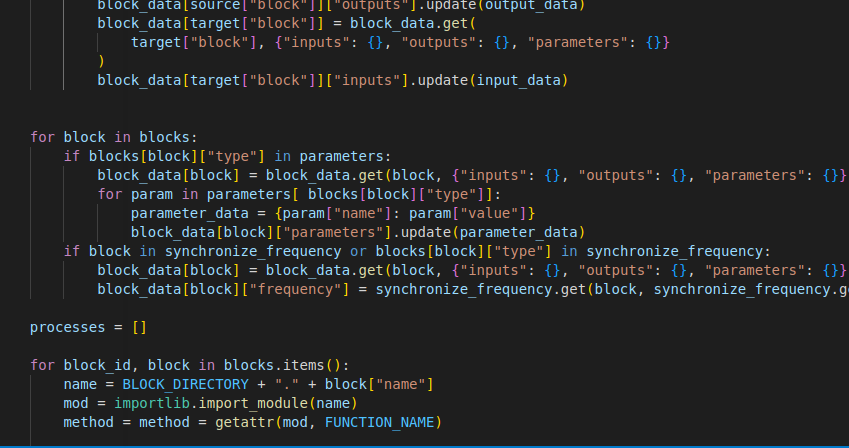 block_data[source["block"]]["outputs"].update(output_data)
block_data[target["block"]] = block_data.get(
target["block"], {"inputs": {}, "outputs": {}, "parameters": {}}
)
block_data[target["block"]]["inputs"].update(input_data)
for block in blocks:
if blocks[block]["type"] in parameters:
block_data[block] = block_data.get(block, {"inputs": {}, "outputs": {}, "parameters": {}}
for param in parameters[ blocks[block]["type"]]:
parameter_data = {param["name"]: param["value"]}
block_data[block]["parameters"].update(parameter_data)
if block in synchronize_frequency or blocks[block]["type"] in synchronize_frequency:
block_data[block] = block_data.get(block, {"inputs": {}, "outputs": {}, "parameters": {}}
block_data[block]["frequency"] = synchronize_frequency.get(block, synchronize_frequency.g
processes = []
for block_id, block in blocks.items():
name = BLOCK_DIRECTORY + "." + block["name"]
mod = importlib.import_module(name)
method = method = getattr(mod, FUNCTION_NAME)